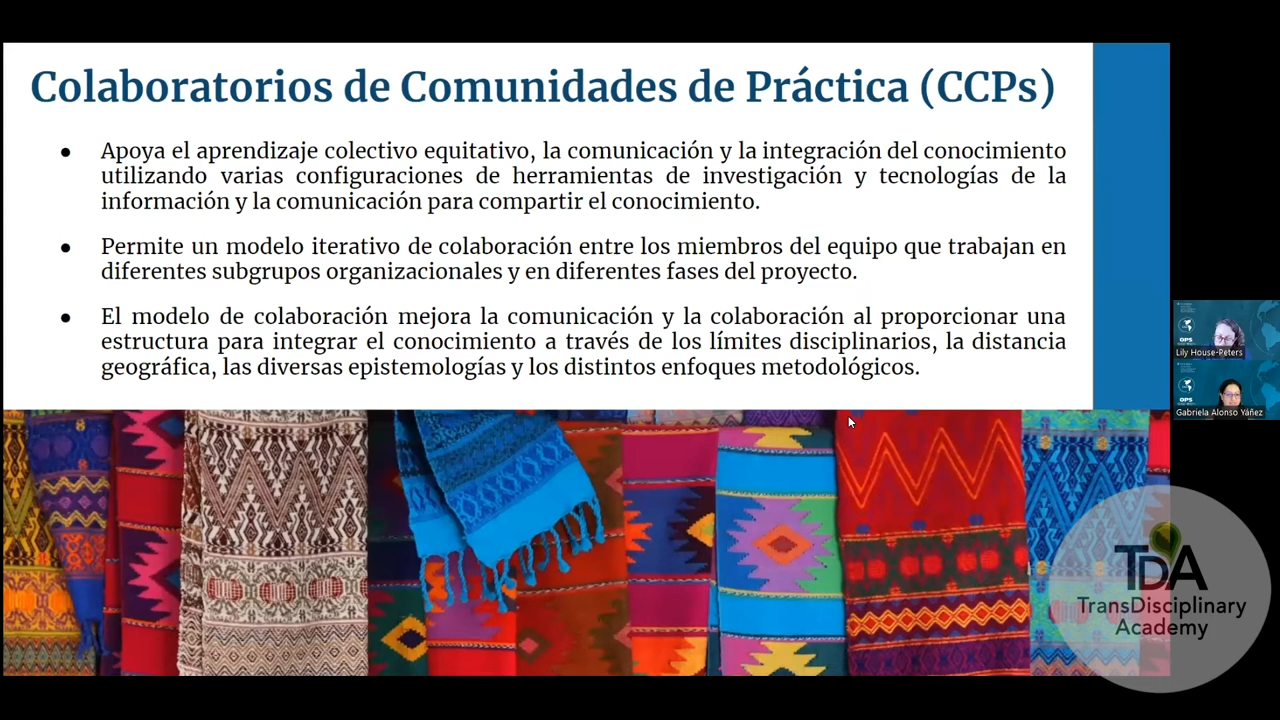 Colaboratorios de Comunidades de Práctica (CCPs)
● Apoya el aprendizaje colectivo equitativo, la comunicación y la integración del conocimiento
utilizando varias configuraciones de herramientas de investigación y tecnologías de la
información y la comunicación para compartir el conocimiento.
● Permite un modelo iterativo de colaboración entre los miembros del equipo que trabajan en
diferentes subgrupos organizacionales y en diferentes fases del proyecto.
● El modelo de colaboración mejora la comunicación y la colaboración al proporcionar una
estructura para integrar el conocimiento a través de los límites disciplinarios, la distancia
geográfica, las diversas epistemologías y los distintos enfoques metodológicos.
OPS
Lily House-Peters
OPS
Gabriela Alonso Yáñez
TDA
TransDisciplinary
Academy